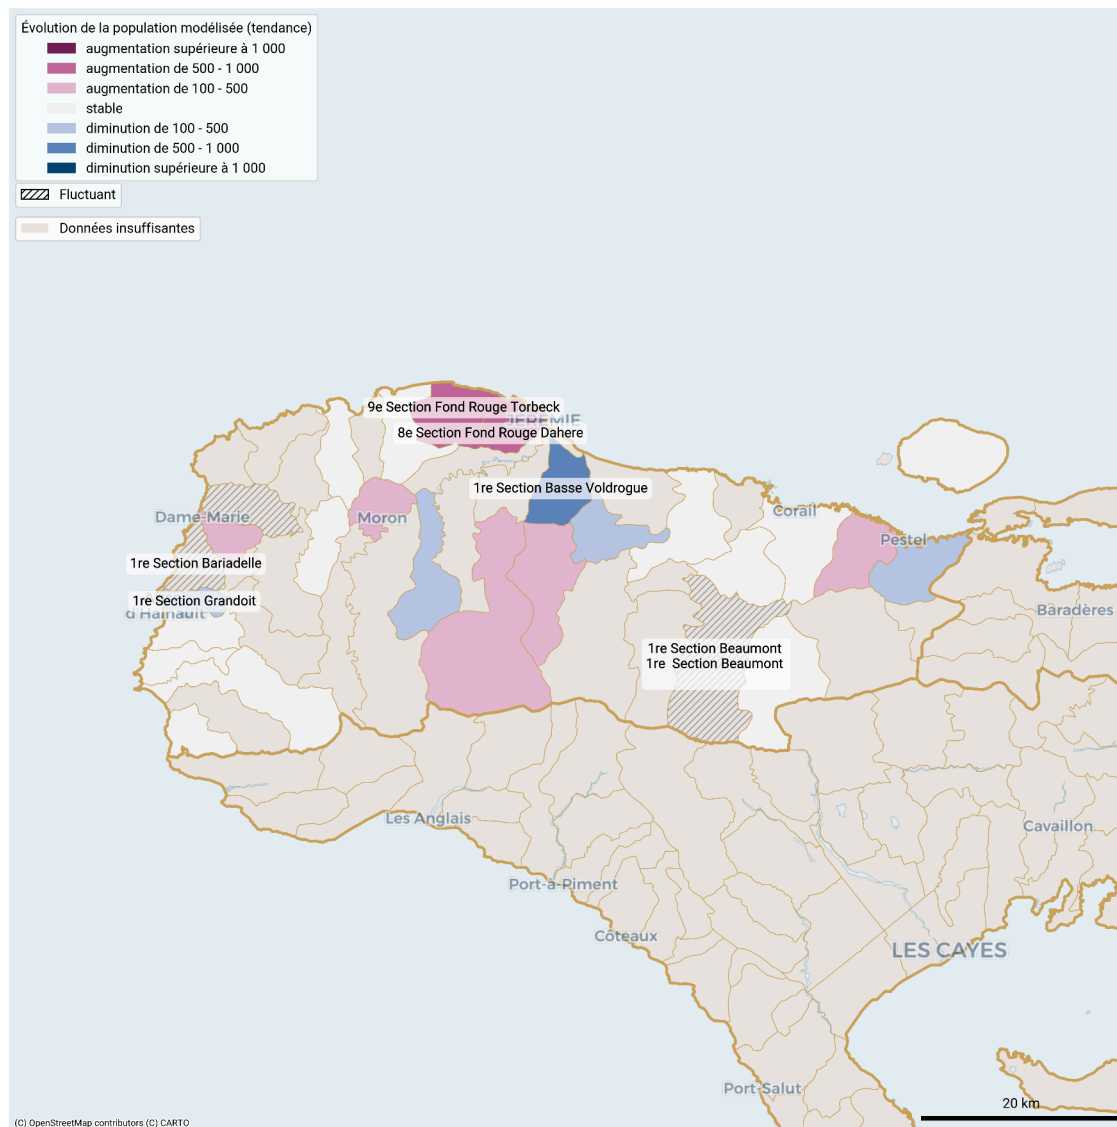 Évolution de la population modélisée (tendance)
augmentation supérieure à 1 000
augmentation de 500 - 1 000
augmentation de 100 - 500
stable
diminution de 100 - 500
diminution de 500 - 1 000
diminution supérieure à 1 000
Fluctuant
Données insuffisantes
9e Section Fond Rouge Torbeck
JÉRÉMIE
8e Section Fond Rouge Dahere
1re Section Basse Voldrogue
Corail
Dame-Marie
Moron
Pestel
1re Section Bariadelle
1re Section Grandoit
d'Hainault
Baradères
1re Section Beaumont
1re  Section Beaumont
Les Anglais
Cavaillon
Port-à-Piment
Côteaux
LES CAYES
Port-Salut
20 km
(C) OpenStreetMap contributors (C) CARTO